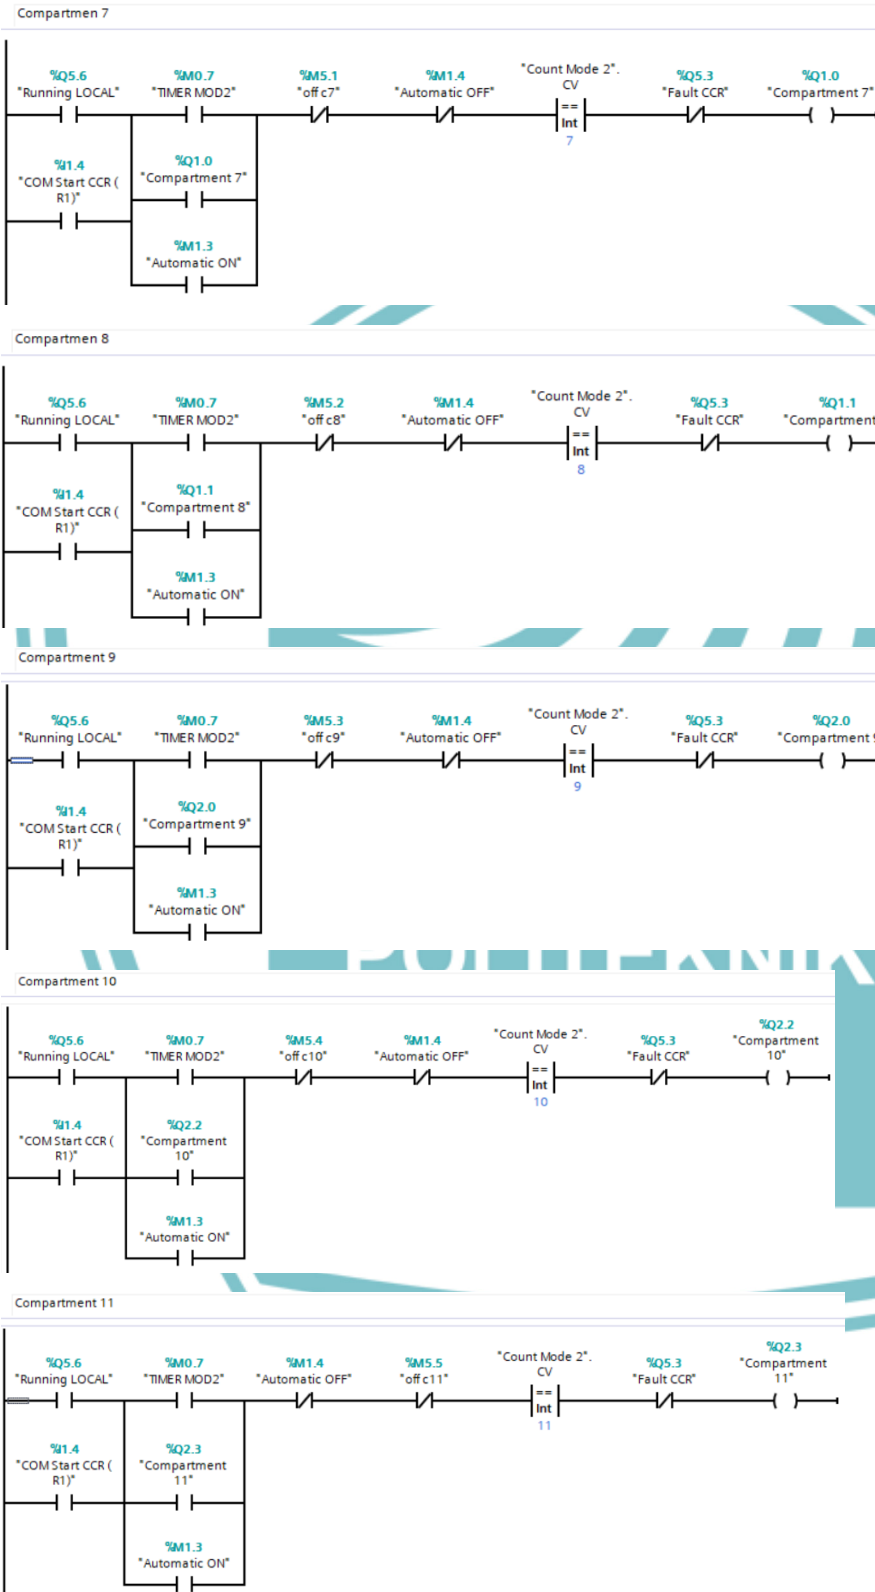 Compartmen 7
%Q5.6 %M0.7 %M5.1 %M1.4 "Count Mode 2". CV %Q5.3 %Q1.0
"Running LOCAL" "TIMER MOD2" "off c7" "Automatic OFF" "Fault CCR" "Compartment 7"
==
Int
7
%I1.4 %Q1.0
"COM Start CCR ( "Compartment 7"
R1)"
%M1.3
"Automatic ON"
Compartmen 8
%Q5.6 %M0.7 %M5.2 %M1.4 "Count Mode 2". CV %Q5.3 %Q1.1
"Running LOCAL" "TIMER MOD2" "off c8" "Automatic OFF" "Fault CCR" "Compartment
==
Int
8
%I1.4 %Q1.1
"COM Start CCR ( "Compartment 8"
R1)"
%M1.3
"Automatic ON"
Compartment 9
%Q5.6 %M0.7 %M5.3 %M1.4 "Count Mode 2". CV %Q5.3 %Q2.0
"Running LOCAL" "TIMER MOD2" "off c9" "Automatic OFF" "Fault CCR" "Compartment 9
==
Int
9
%I1.4 %Q2.0
"COM Start CCR ( "Compartment 9"
R1)"
%M1.3
"Automatic ON"
POLITEKNIK
Compartment 10
%Q5.6 %M0.7 %M5.4 %M1.4 "Count Mode 2". CV %Q5.3 %Q2.2
"Running LOCAL" "TIMER MOD2" "off c10" "Automatic OFF" "Fault CCR" "Compartment
10"
==
Int
10
%I1.4 %Q2.2
"COM Start CCR ( "Compartment
R1)" 10"
%M1.3
"Automatic ON"
Compartment 11
%Q5.6 %M0.7 %M1.4 %M5.5 "Count Mode 2". CV %Q5.3 %Q2.3
"Running LOCAL" "TIMER MOD2" "Automatic OFF" "off c11" "Fault CCR" "Compartment
11"
==
Int
11
%I1.4 %Q2.3
"COM Start CCR ( "Compartment
R1)" 11"
%M1.3
"Automatic ON"